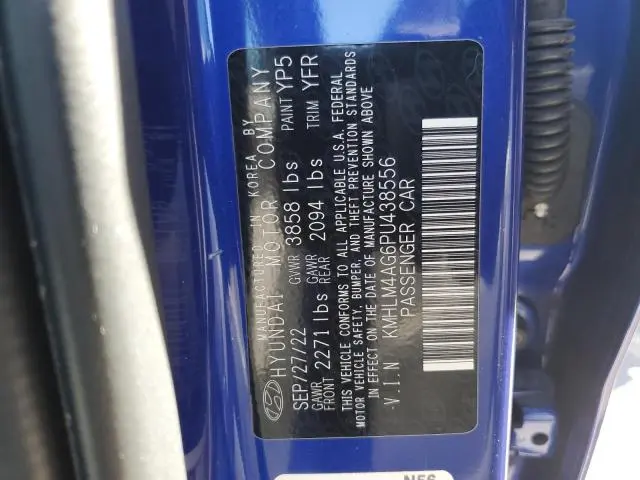 MANUFACTURED IN KOREA BY
HYUNDAI MOTOR COMPANY
SEP/27/22 GVWR 3858 lbs PAINT YP5
GAWR FRONT 2271 lbs GAWR REAR 2094 lbs TRIM YFR
THIS VEHICLE CONFORMS TO ALL APPLICABLE U.S.A. FEDERAL
MOTOR VEHICLE SAFETY, BUMPER, AND THEFT PREVENTION STANDARDS
IN EFFECT ON THE DATE OF MANUFACTURE SHOWN ABOVE
V.I.N KMHLM4AG6PU438556
PASSENGER CAR
N56